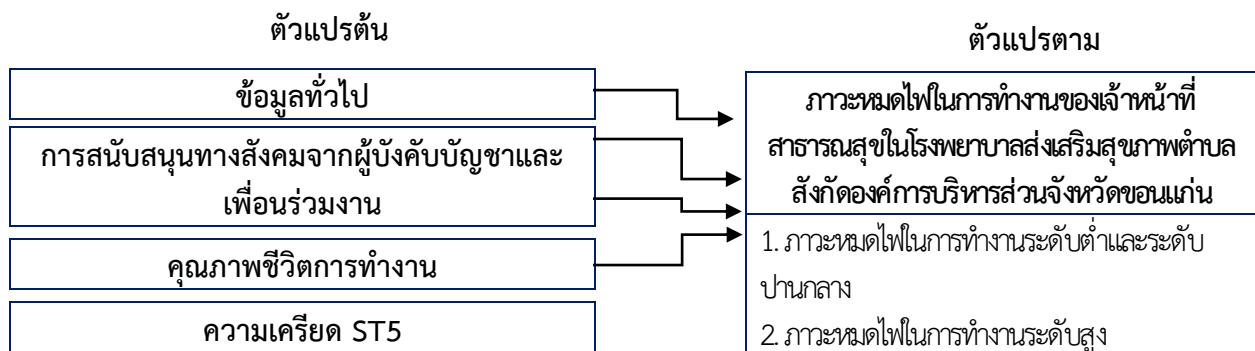 ตัวแปรต้น
ข้อมูลทั่วไป
การสนับสนุนทางสังคมจากผู้บังคับบัญชาและ
เพื่อนร่วมงาน
คุณภาพชีวิตการทำงาน
ความเครียด ST5
ตัวแปรตาม
ภาวะหมดไฟในการทำงานของเจ้าหน้าที่
สาธารณสุขในโรงพยาบาลส่งเสริมสุขภาพตำบล
สังกัดองค์การบริหารส่วนจังหวัดขอนแก่น
1. ภาวะหมดไฟในการทำงานระดับต่ำและระดับ
ปานกลาง
2. ภาวะหมดไฟในการทำงานระดับสูง